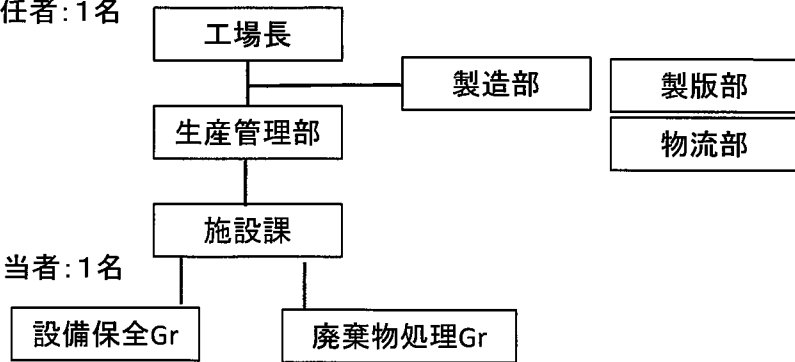 任者：1名
工場長
製造部
製版部
生産管理部
物流部
施設課
当者：1名
設備保全Gr
廃棄物処理Gr